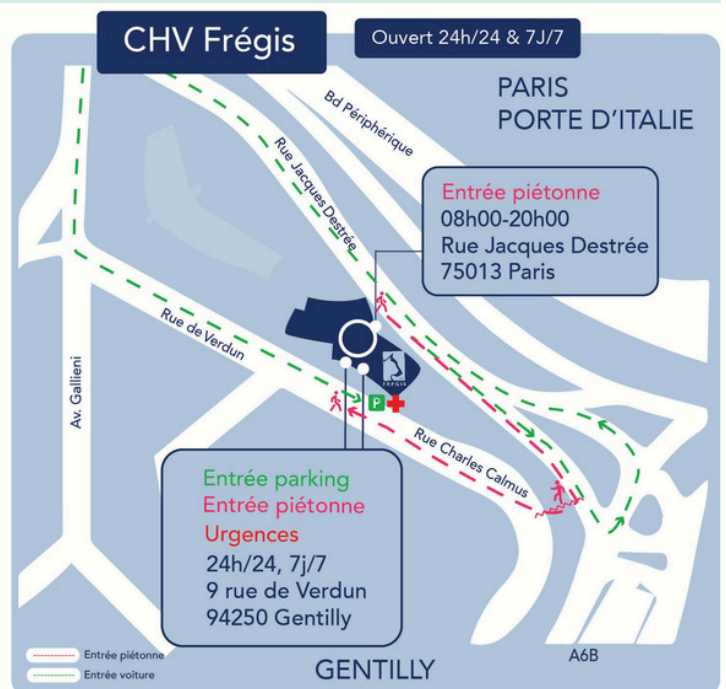 CHV Frégis
Ouvert 24h/24 & 7J/7
PARIS
PORTE D'ITALIE
Bd Périphérique
Rue Jacques Destrée
Entrée piétonne
08h00-20h00
Rue Jacques Destrée
75013 Paris
Rue de Verdun
Av. Gallieni
FRÉGIS
P
Rue Charles Calmus
Entrée parking
Entrée piétonne
Urgences
24h/24, 7j/7
9 rue de Verdun
94250 Gentilly
Entrée piétonne
Entrée voiture
GENTILLY
A6B